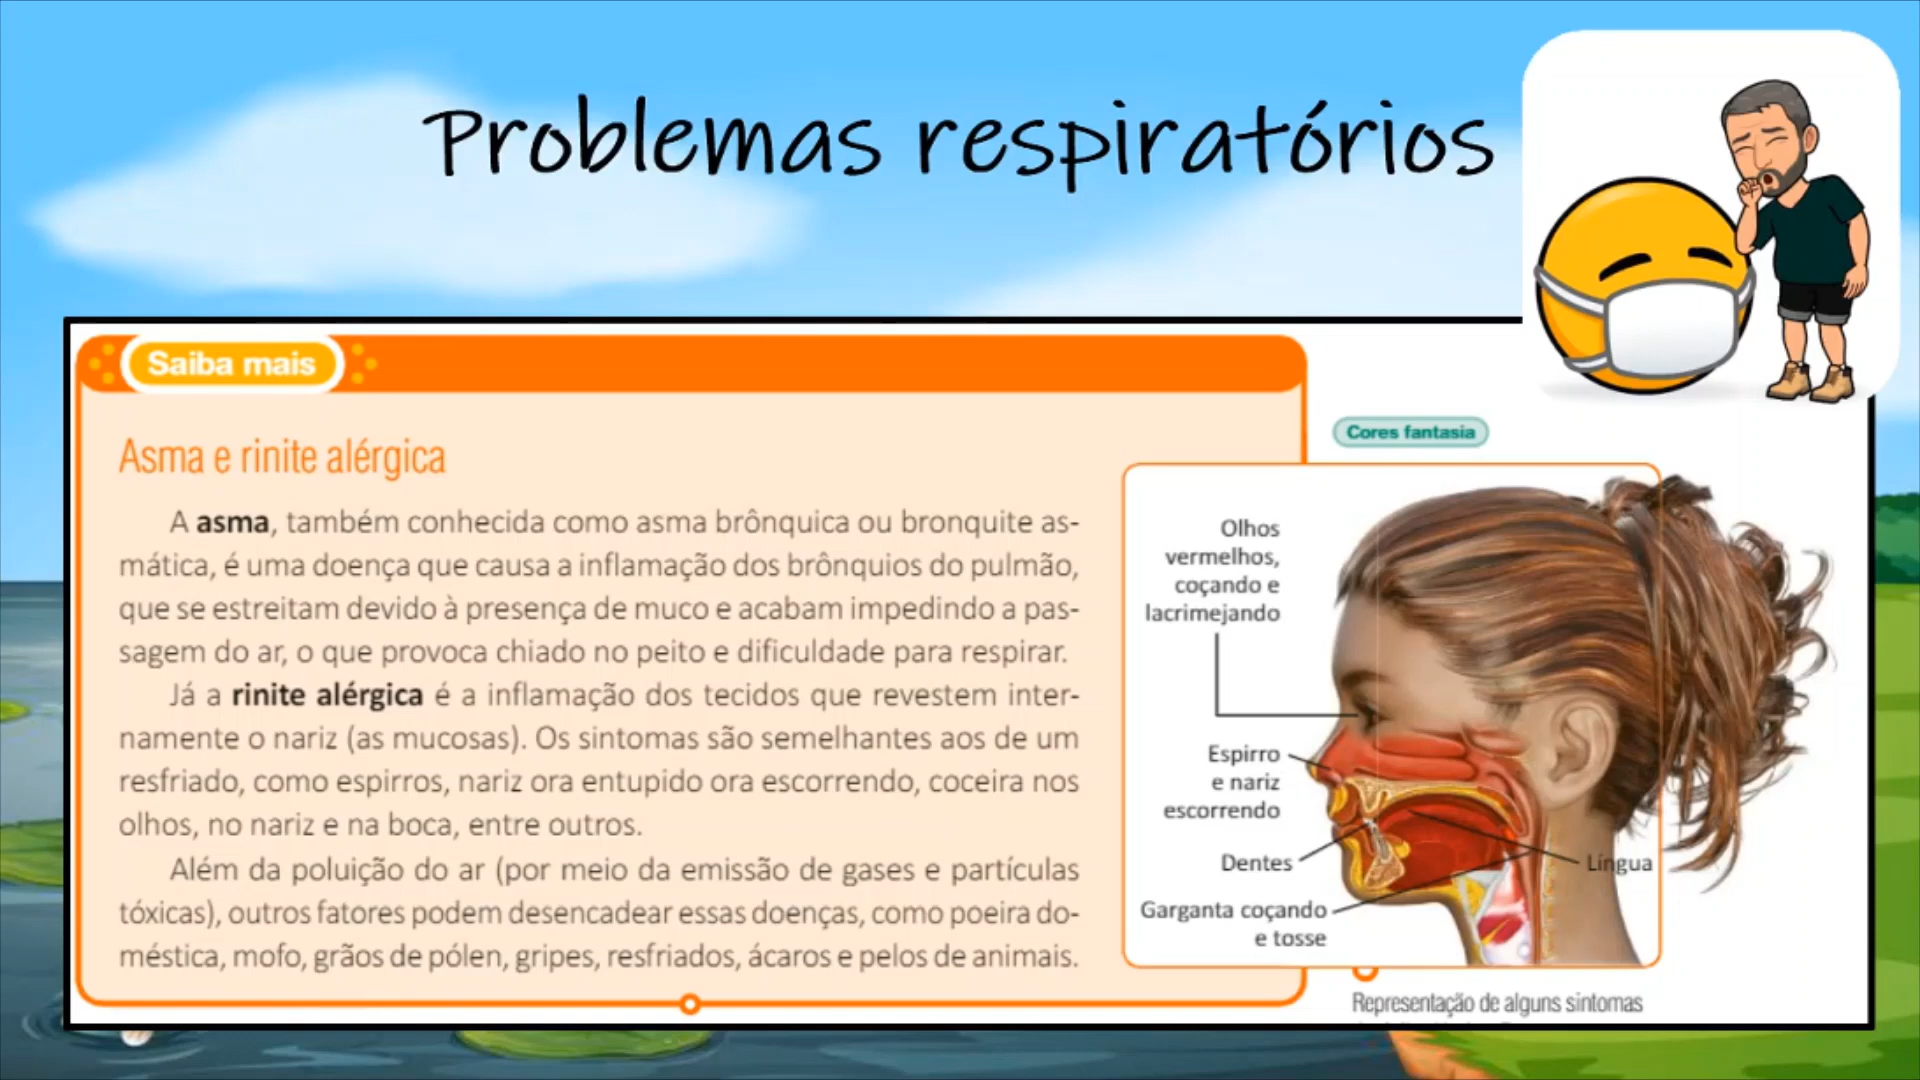 Problemas respiratórios
Saiba mais
Asma e rinite alérgica
A asma, também conhecida como asma brônquica ou bronquite as-
mática, é uma doença que causa a inflamação dos brônquios do pulmão,
que se estreitam devido à presença de muco e acabam impedindo a pas-
sagem do ar, o que provoca chiado no peito e dificuldade para respirar.
Já a rinite alérgica é a inflamação dos tecidos que revestem inter-
namente o nariz (as mucosas). Os sintomas são semelhantes aos de um
resfriado, como espirros, nariz ora entupido ora escorrendo, coceira nos
olhos, no nariz e na boca, entre outros.
Além da poluição do ar (por meio da emissão de gases e partículas
tóxicas), outros fatores podem desencadear essas doenças, como poeira do-
méstica, mofo, grãos de pólen, gripes, resfriados, ácaros e pelos de animais.
Cores fantasia
Olhos
vermelhos,
coçando e
lacrimejando
Espirro
e nariz
escorrendo
Dentes
Língua
Garganta coçando
e tosse
Representação de alguns sintomas